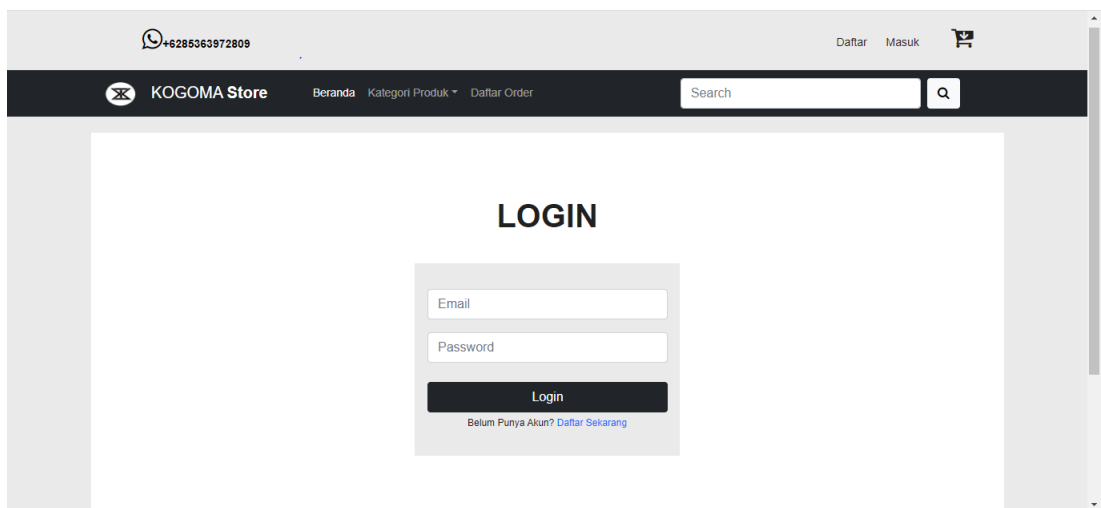 +6285363972809
Daftar Masuk
KOGOMA Store Beranda Kategori Produk Daftar Order Search
LOGIN
Email
Password
Login
Belum Punya Akun? Daftar Sekarang